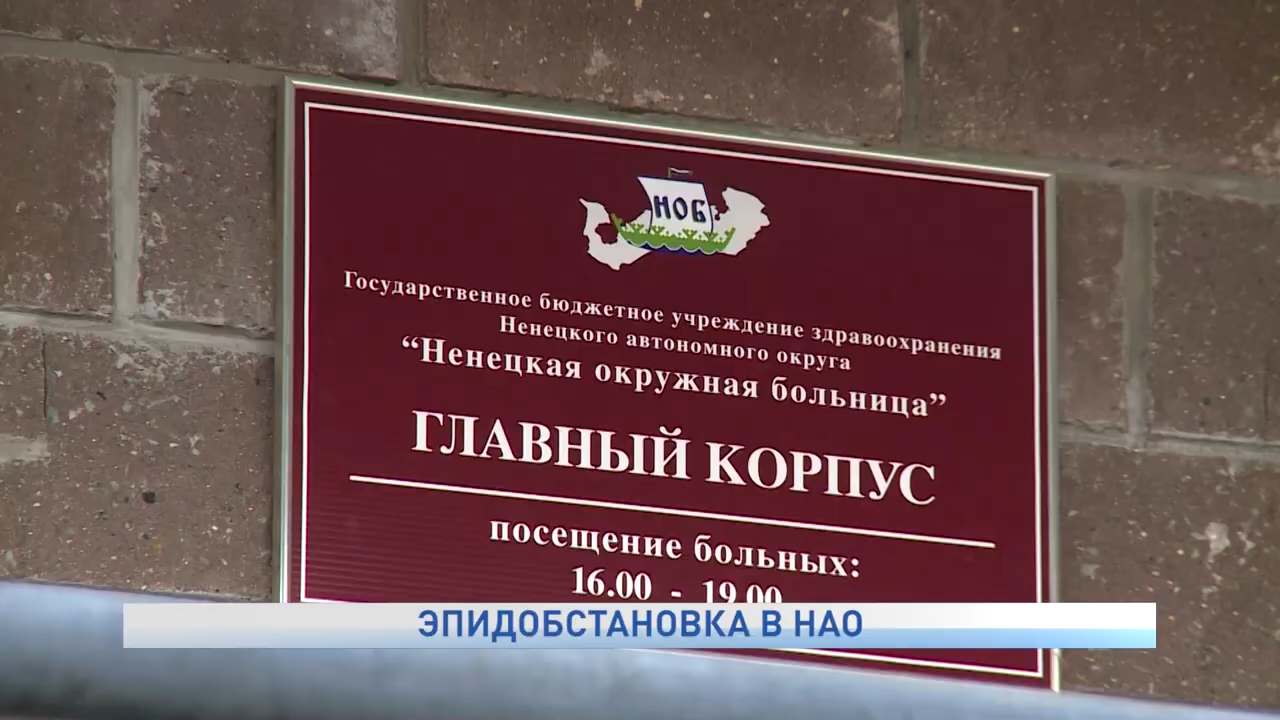 НОБ
Государственное бюджетное учреждение здравоохранения
Ненецкого автономного округа
“Ненецкая окружная больница”
ГЛАВНЫЙ КОРПУС
посещение больных:
16.00 - 19.00
ЭПИДОБСТАНОВКА В НАО